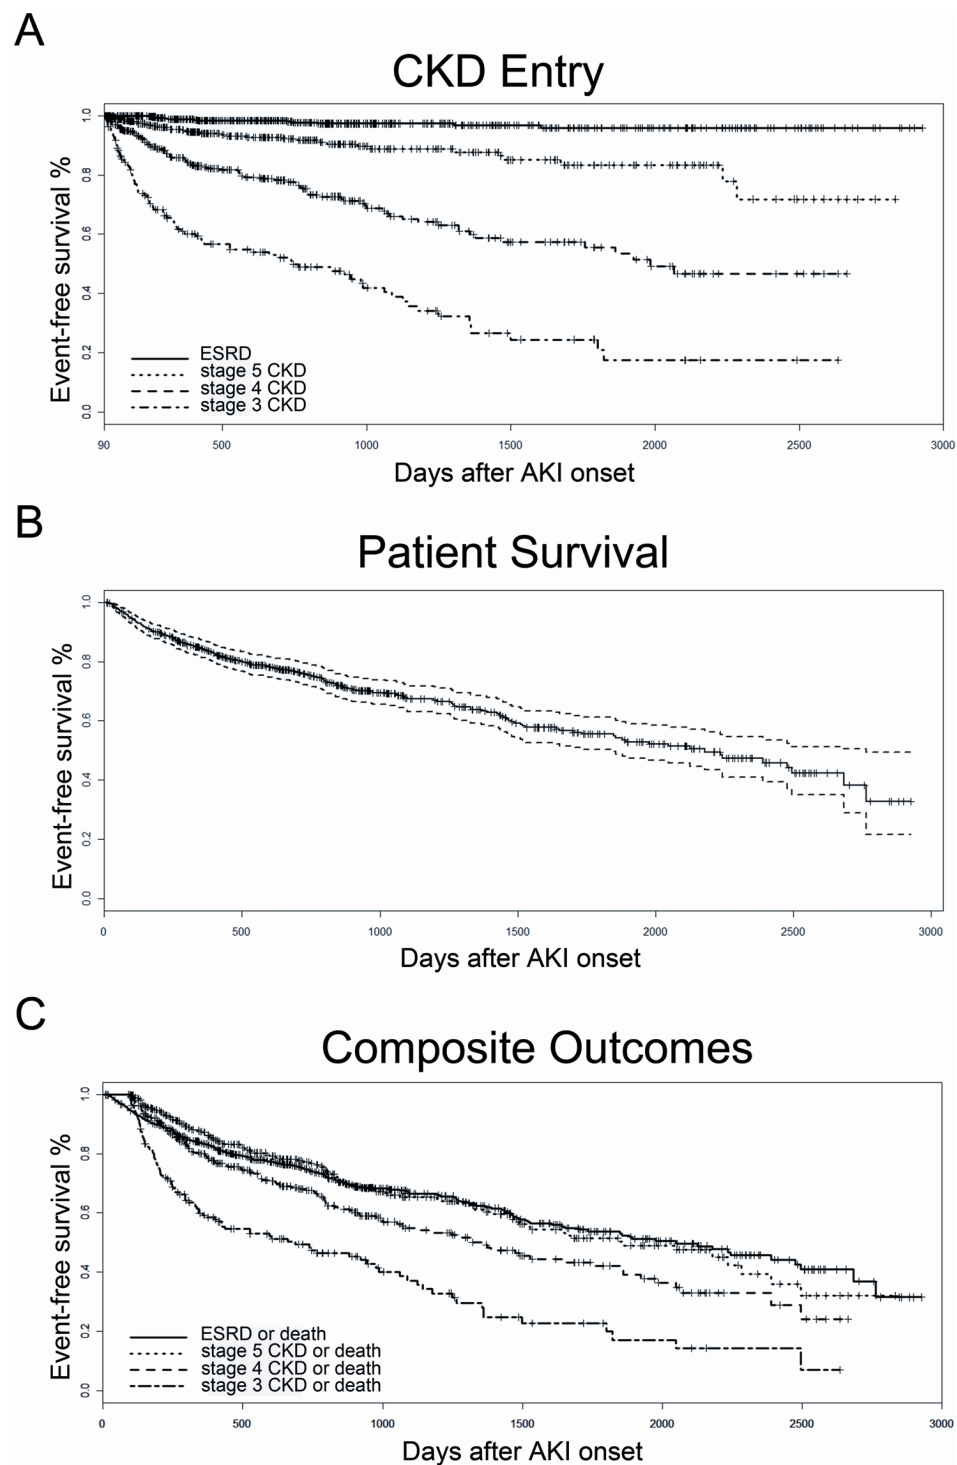 A
CKD Entry
Event-free survival %
1.0
0.8
0.6
0.4
0.2
0.0
ESRD
stage 5 CKD
stage 4 CKD
stage 3 CKD
90 500 1000 1500 2000 2500 3000
Days after AKI onset
B
Patient Survival
Event-free survival %
1.0
0.8
0.6
0.4
0.2
0.0
0 500 1000 1500 2000 2500 3000
Days after AKI onset
C
Composite Outcomes
Event-free survival %
1.0
0.8
0.6
0.4
0.2
0.0
ESRD or death
stage 5 CKD or death
stage 4 CKD or death
stage 3 CKD or death
0 500 1000 1500 2000 2500 3000
Days after AKI onset